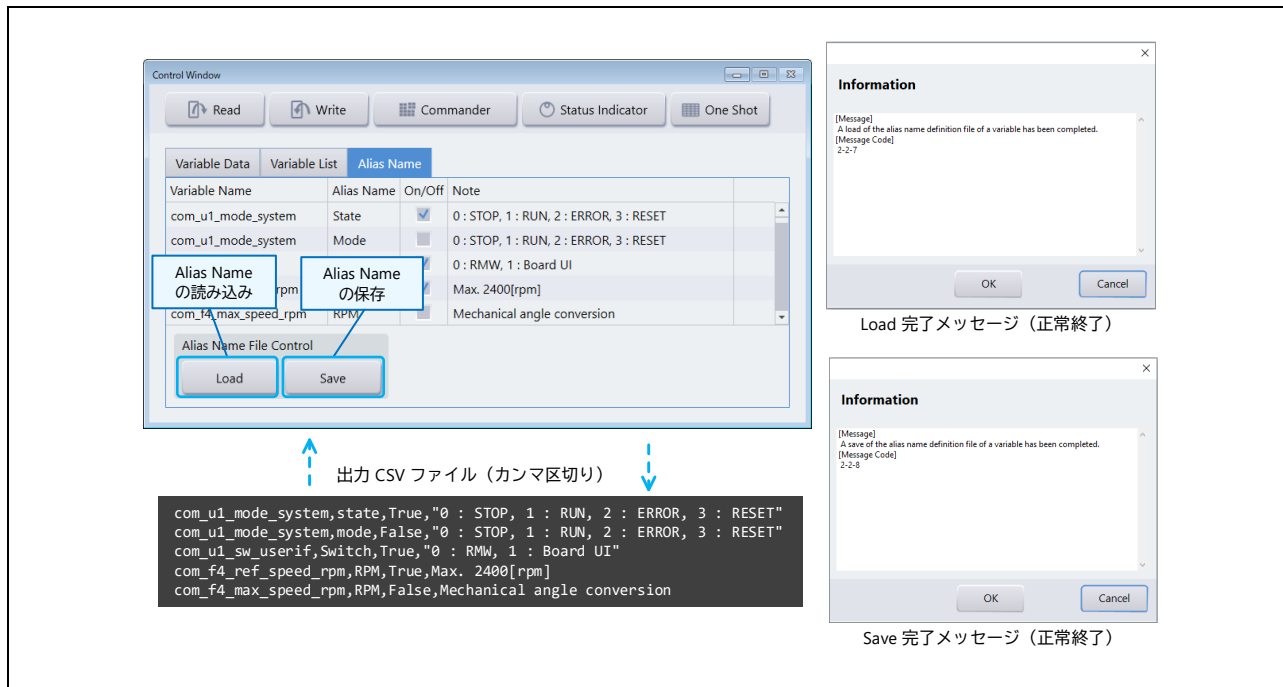 Control Window
Read Write Commander Status Indicator One Shot
Variable Data Variable List Alias Name
Variable Name Alias Name On/Off Note
com_u1_mode_system State 0 : STOP, 1 : RUN, 2 : ERROR, 3 : RESET
com_u1_mode_system Mode 0 : STOP, 1 : RUN, 2 : ERROR, 3 : RESET
0 : RMW, 1 : Board UI
rpm Max. 2400[rpm]
com_f4_max_speed_rpm RPM Mechanical angle conversion
Alias Name
の読み込み
Alias Name
の保存
Alias Name File Control
Load Save
出力 CSV ファイル（カンマ区切り）
com_u1_mode_system,state,True,"0 : STOP, 1 : RUN, 2 : ERROR, 3 : RESET"
com_u1_mode_system,mode,False,"0 : STOP, 1 : RUN, 2 : ERROR, 3 : RESET"
com_u1_sw_userif,Switch,True,"0 : RMW, 1 : Board UI"
com_f4_ref_speed_rpm,RPM,True,Max. 2400[rpm]
com_f4_max_speed_rpm,RPM,False,Mechanical angle conversion
Information
[Message]
A load of the alias name definition file of a variable has been completed.
[Message Code]
2-2-7
OK Cancel
Load 完了メッセージ（正常終了）
Information
[Message]
A save of the alias name definition file of a variable has been completed.
[Message Code]
2-2-8
OK Cancel
Save 完了メッセージ（正常終了）